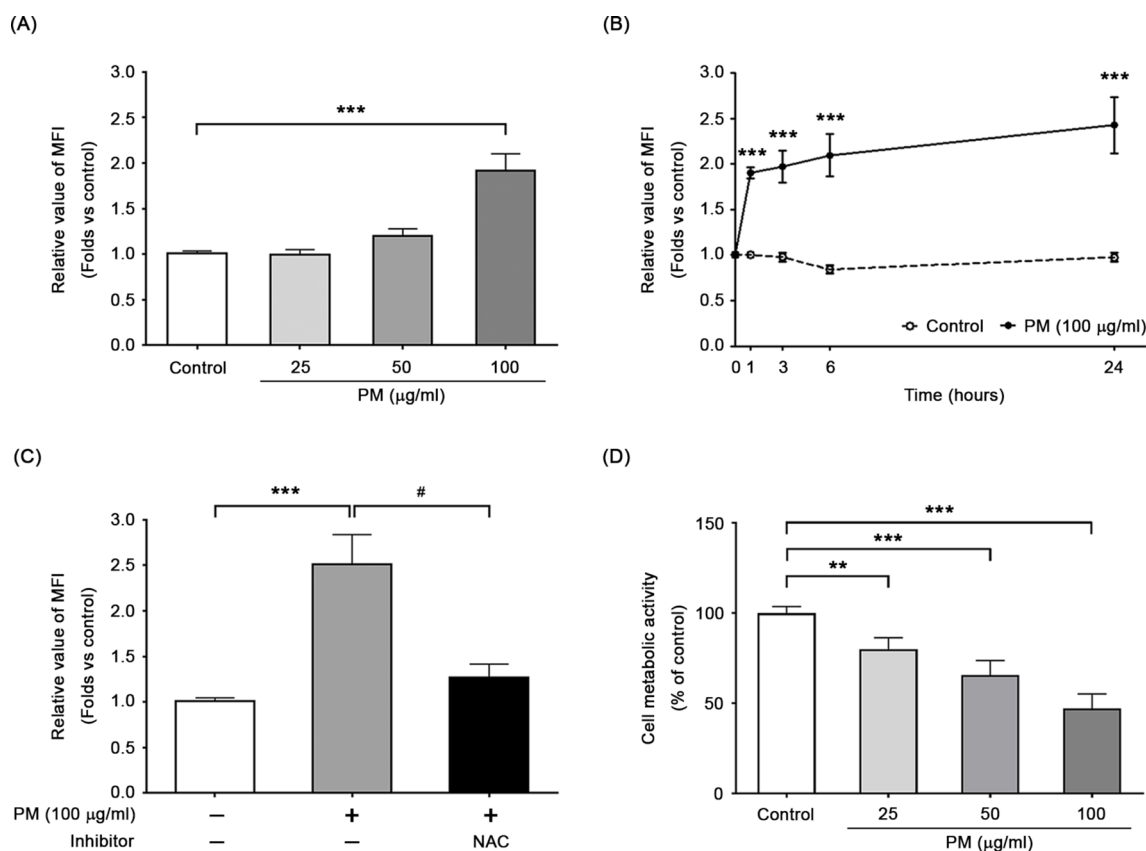 (A)
Relative value of MFI
(Folds vs control)
3.0
2.5
2.0
1.5
1.0
0.5
0.0
***
Control
25
50
100
PM (μg/ml)
(B)
Relative value of MFI
(Folds vs control)
3.0
2.5
2.0
1.5
1.0
0.5
0.0
***
***
***
***
Control
PM (100 μg/ml)
0 1 3 6 24
Time (hours)
(C)
Relative value of MFI
(Folds vs control)
3.0
2.5
2.0
1.5
1.0
0.5
0.0
***
#
PM (100 μg/ml) – + +
Inhibitor – – NAC
(D)
Cell metabolic activity
(% of control)
150
100
50
0
***
***
**
Control
25
50
100
PM (μg/ml)